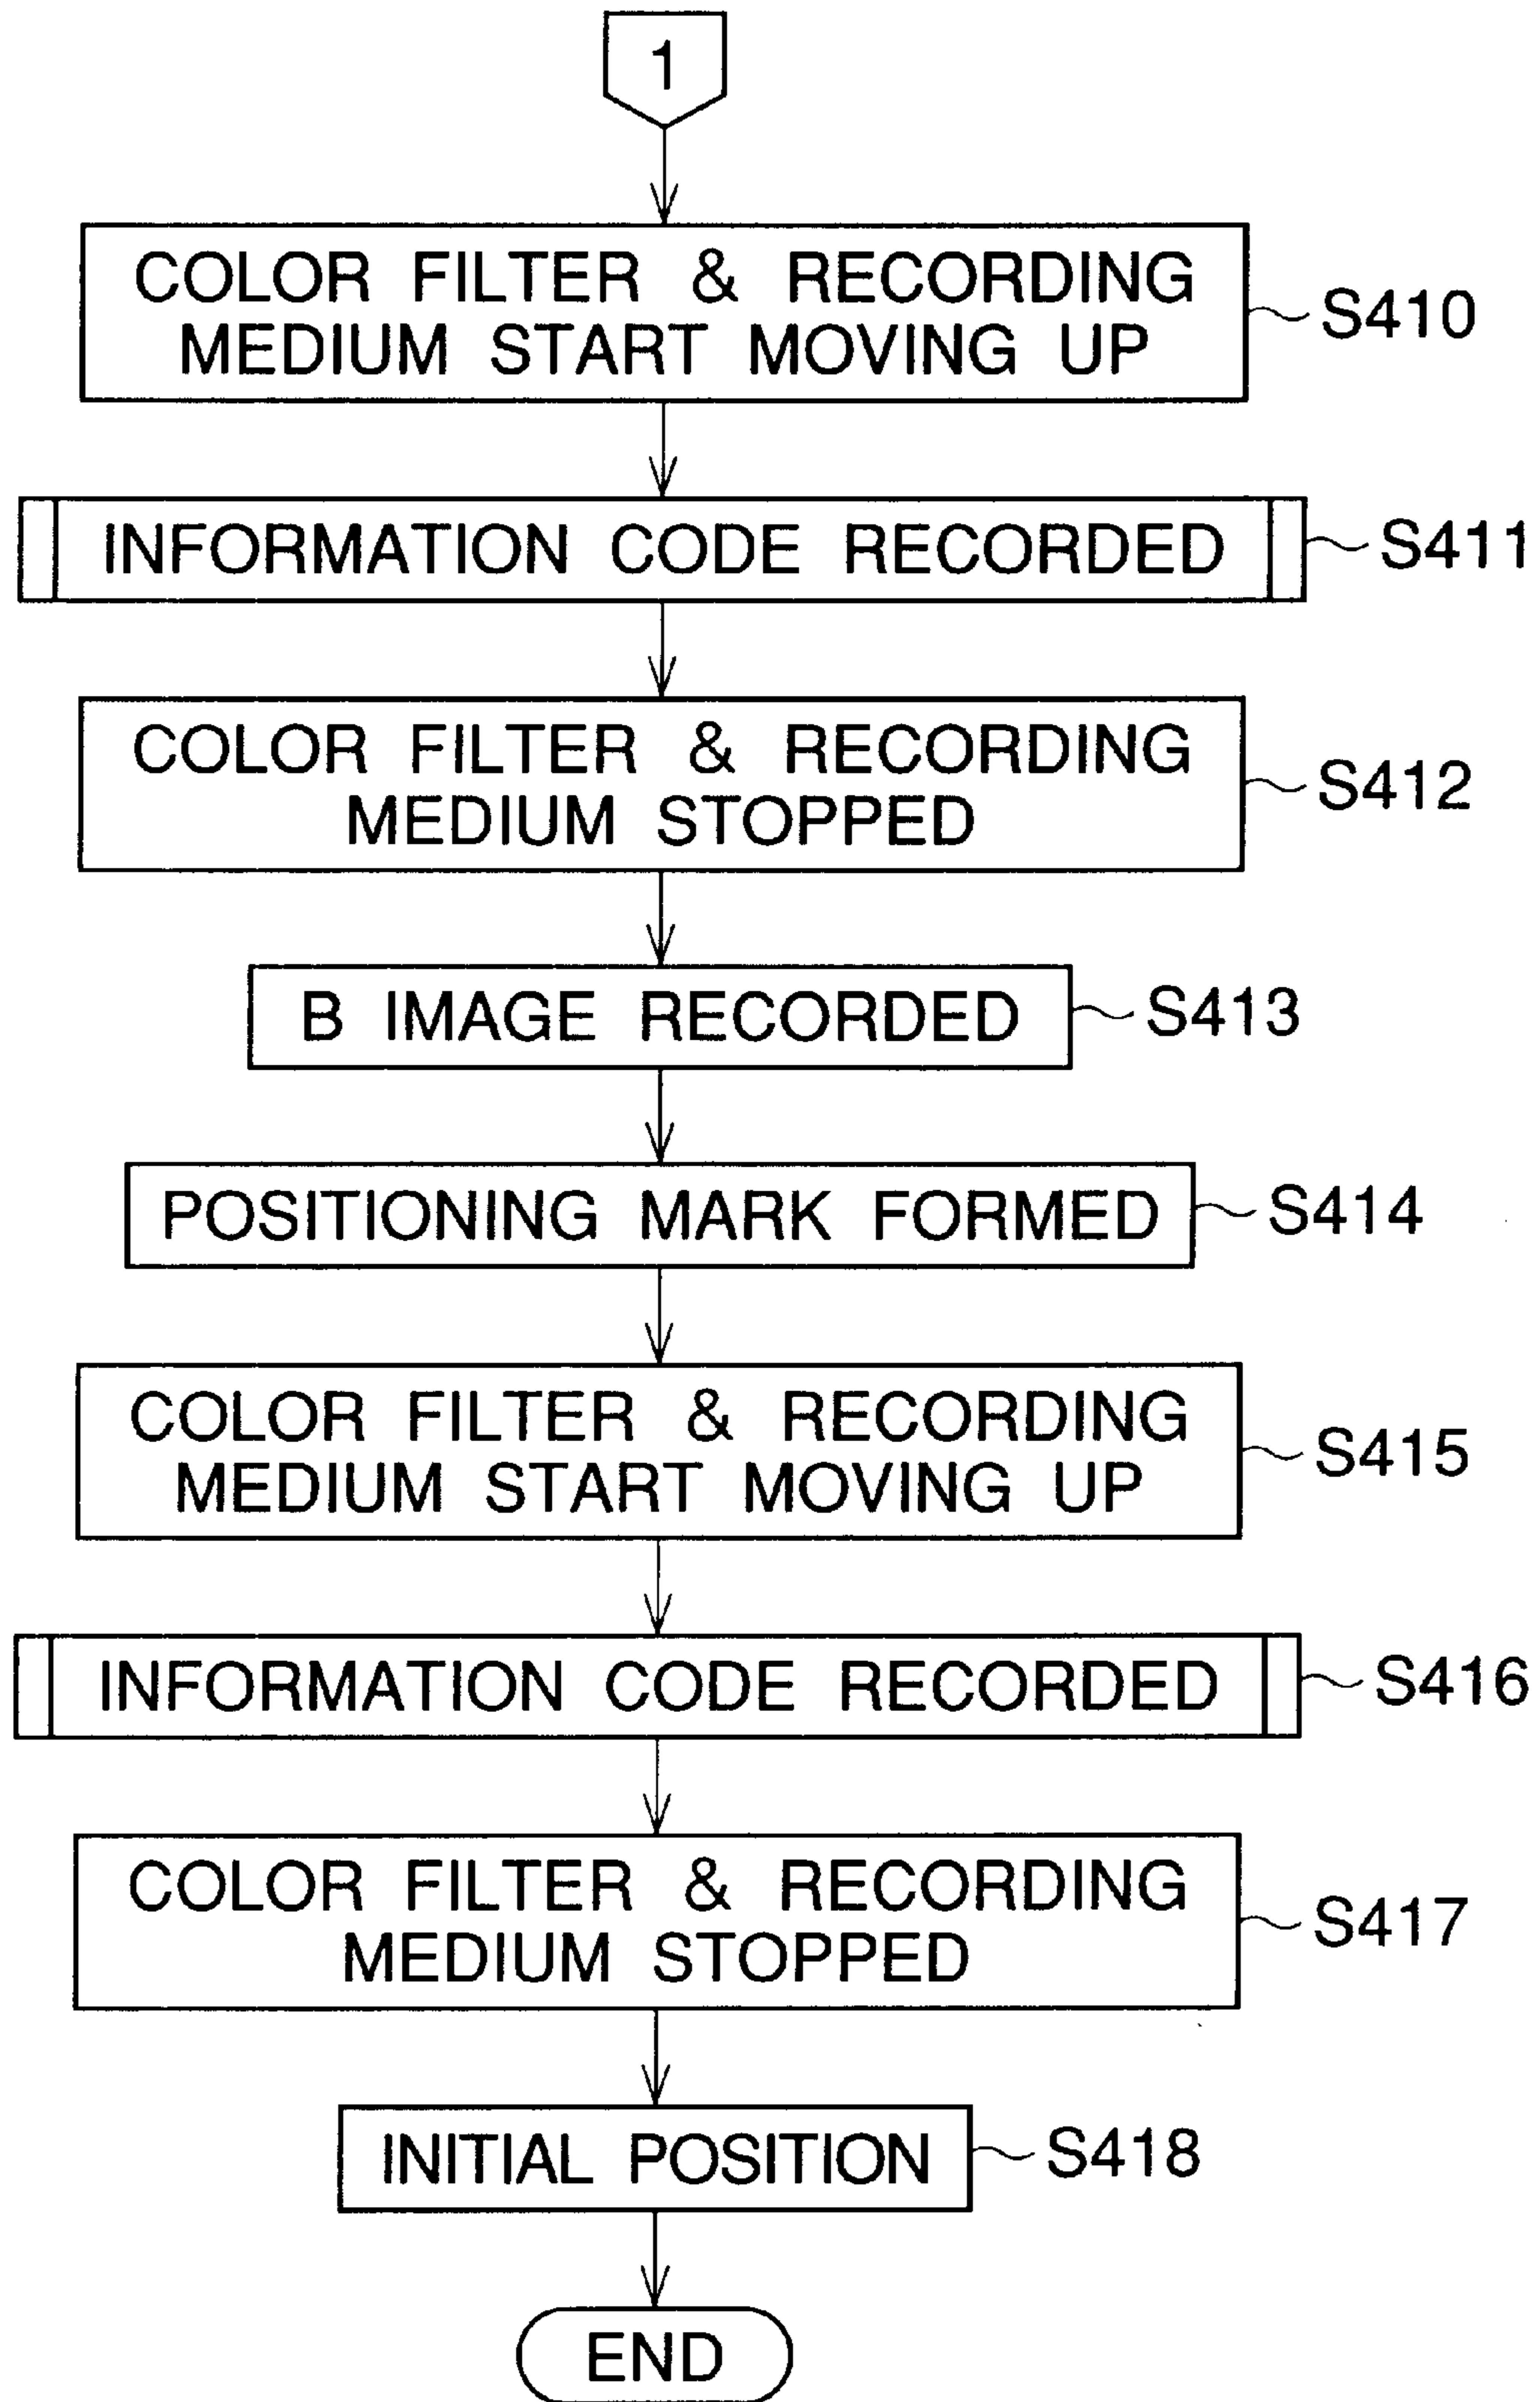 1
COLOR FILTER & RECORDING
MEDIUM START MOVING UP
S410
INFORMATION CODE RECORDED
S411
COLOR FILTER & RECORDING
MEDIUM STOPPED
S412
B IMAGE RECORDED
S413
POSITIONING MARK FORMED
S414
COLOR FILTER & RECORDING
MEDIUM START MOVING UP
S415
INFORMATION CODE RECORDED
S416
COLOR FILTER & RECORDING
MEDIUM STOPPED
S417
INITIAL POSITION
S418
END